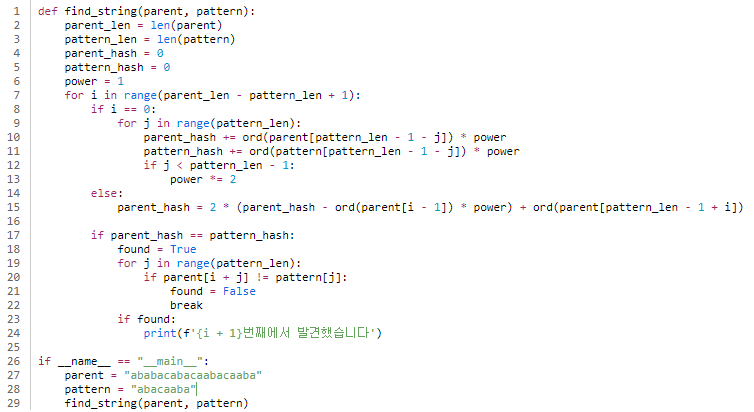 1 def find_string(parent, pattern):
2     parent_len = len(parent)
3     pattern_len = len(pattern)
4     parent_hash = 0
5     pattern_hash = 0
6     power = 1
7     for i in range(parent_len - pattern_len + 1):
8         if i == 0:
9             for j in range(pattern_len):
10                 parent_hash += ord(parent[pattern_len - 1 - j]) * power
11                 pattern_hash += ord(pattern[pattern_len - 1 - j]) * power
12                 if j < pattern_len - 1:
13                     power *= 2
14         else:
15             parent_hash = 2 * (parent_hash - ord(parent[i - 1]) * power) + ord(parent[pattern_len - 1 + i])
16
17         if parent_hash == pattern_hash:
18             found = True
19             for j in range(pattern_len):
20                 if parent[i + j] != pattern[j]:
21                     found = False
22                     break
23             if found:
24                 print(f'{i + 1}번째에서 발견했습니다')
25
26 if __name__ == "__main__":
27     parent = "ababacabacaabacaaba"
28     pattern = "abacaaba"
29     find_string(parent, pattern)